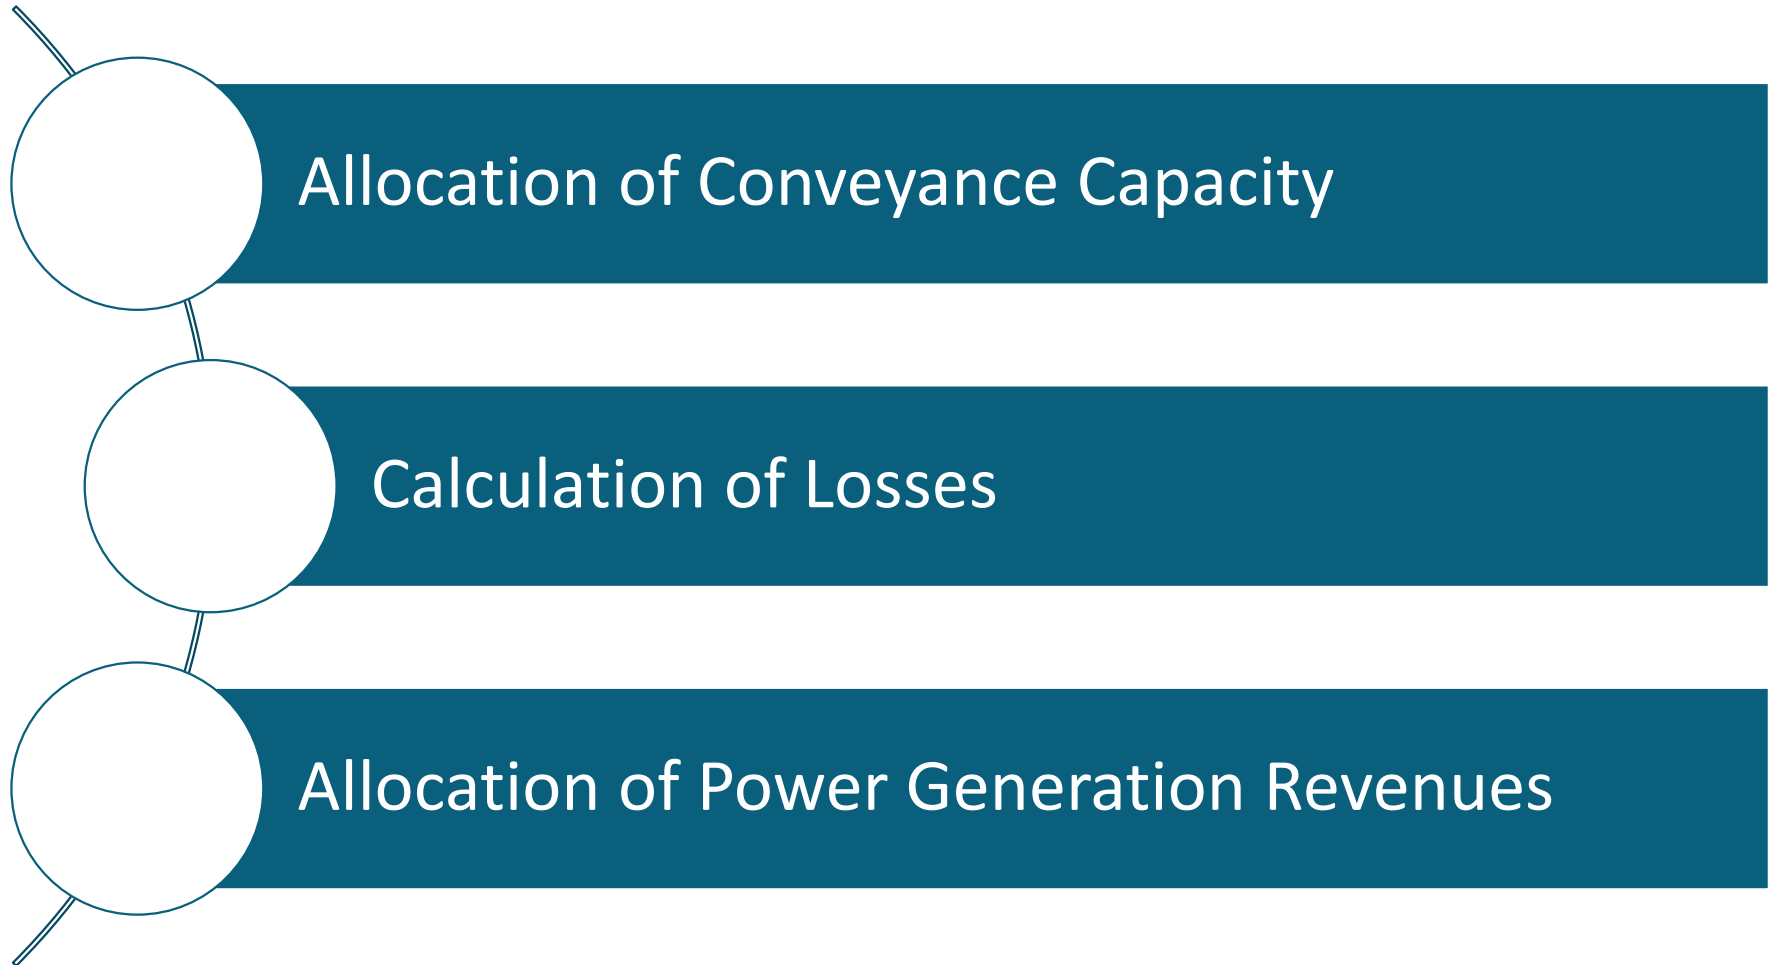 Allocation of Conveyance Capacity
Calculation of Losses
Allocation of Power Generation Revenues